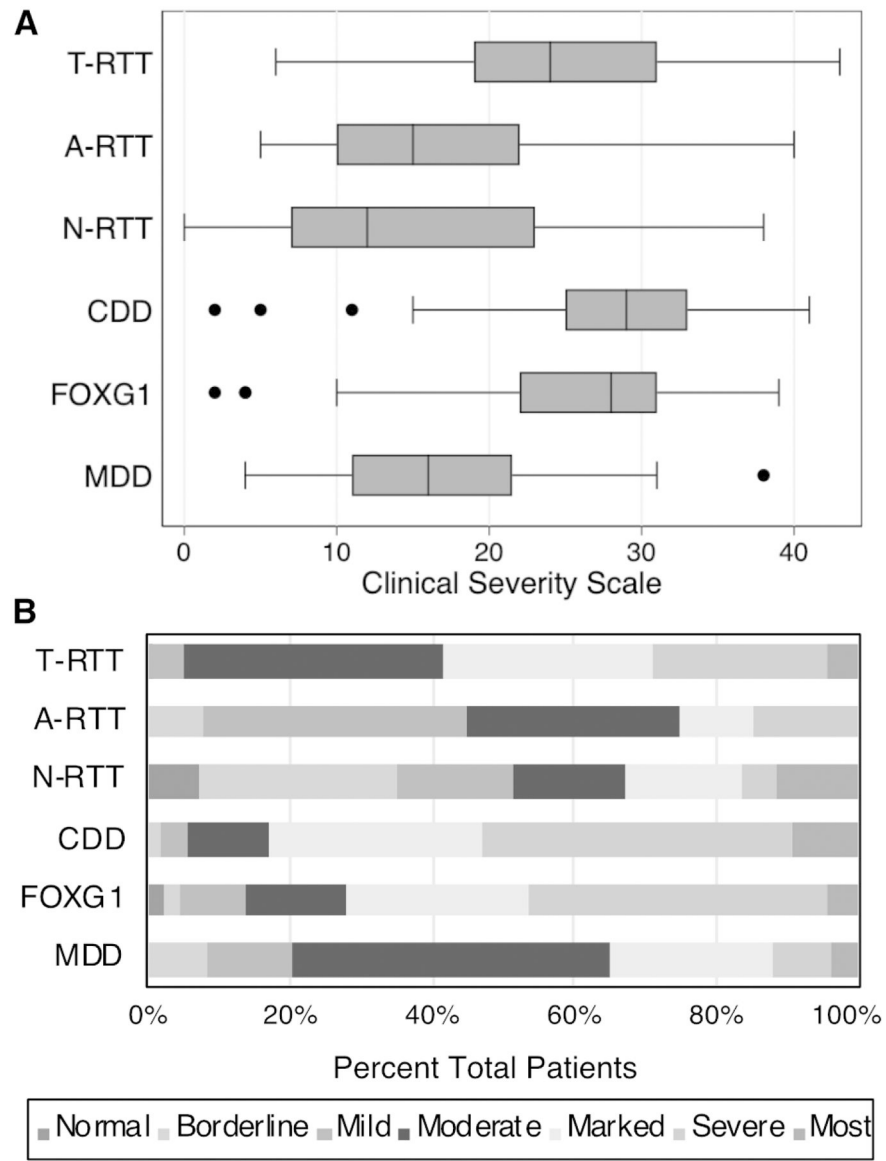 A
T-RTT
A-RTT
N-RTT
CDD
FOXG1
MDD
0 10 20 30 40
Clinical Severity Scale
B
T-RTT
A-RTT
N-RTT
CDD
FOXG1
MDD
0% 20% 40% 60% 80% 100%
Percent Total Patients
Normal Borderline Mild Moderate Marked Severe Most